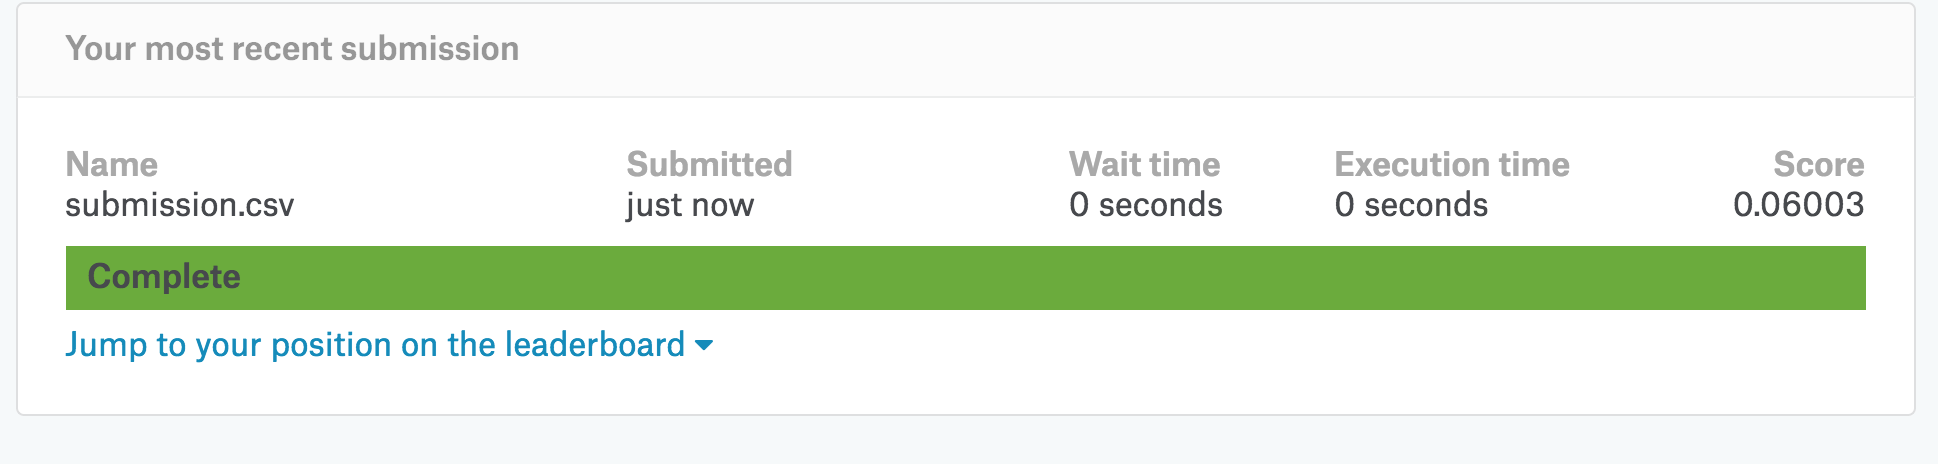 Your most recent submission
Name Submitted Wait time Execution time Score
submission.csv just now 0 seconds 0 seconds 0.06003
Complete
Jump to your position on the leaderboard